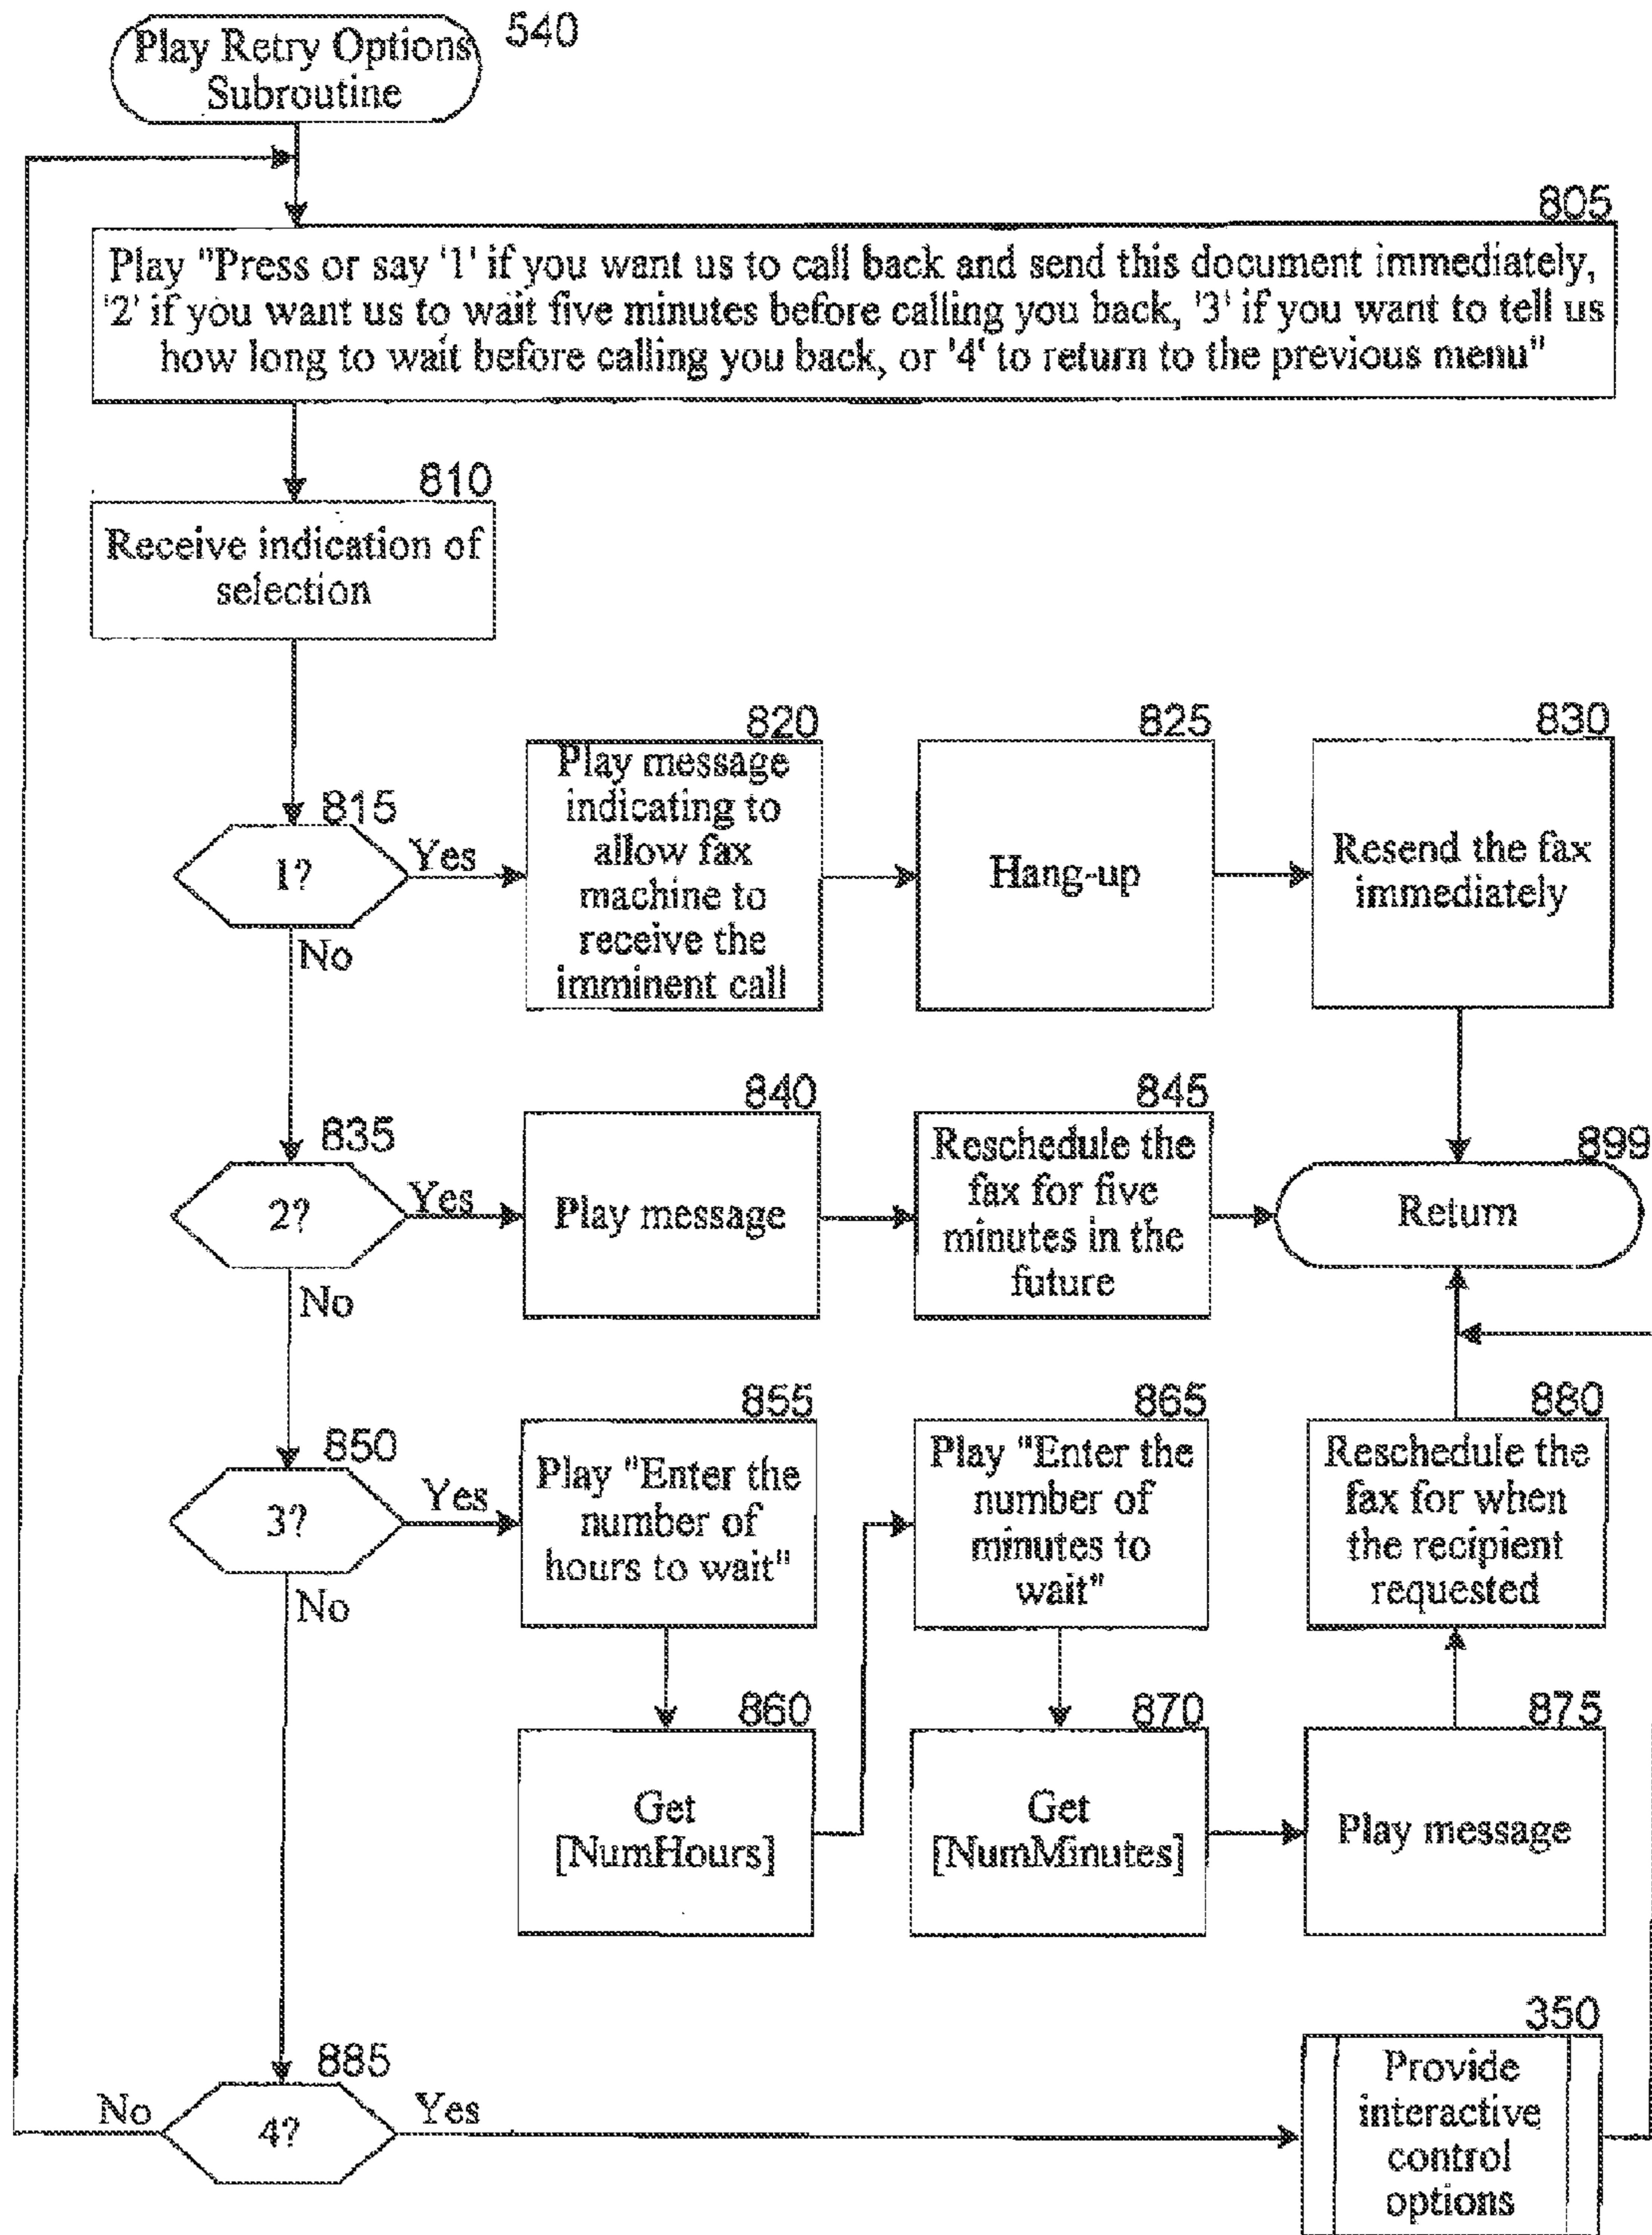 540
Play Retry Options
Subroutine
805
Play "Press or say '1' if you want us to call back and send this document immediately,
'2' if you want us to wait five minutes before calling you back, '3' if you want to tell us
how long to wait before calling you back, or '4' to return to the previous menu"
810
Receive indication of
selection
815
1?
Yes
No
820
Play message
indicating to
allow fax
machine to
receive the
imminent call
825
Hang-up
830
Resend the fax
immediately
835
2?
Yes
No
840
Play message
845
Reschedule the
fax for five
minutes in the
future
899
Return
850
3?
Yes
No
855
Play "Enter the
number of
hours to wait"
865
Play "Enter the
number of
minutes to
wait"
880
Reschedule the
fax for when
the recipient
requested
860
Get
[NumHours]
870
Get
[NumMinutes]
875
Play message
885
4?
No
Yes
350
Provide
interactive
control
options